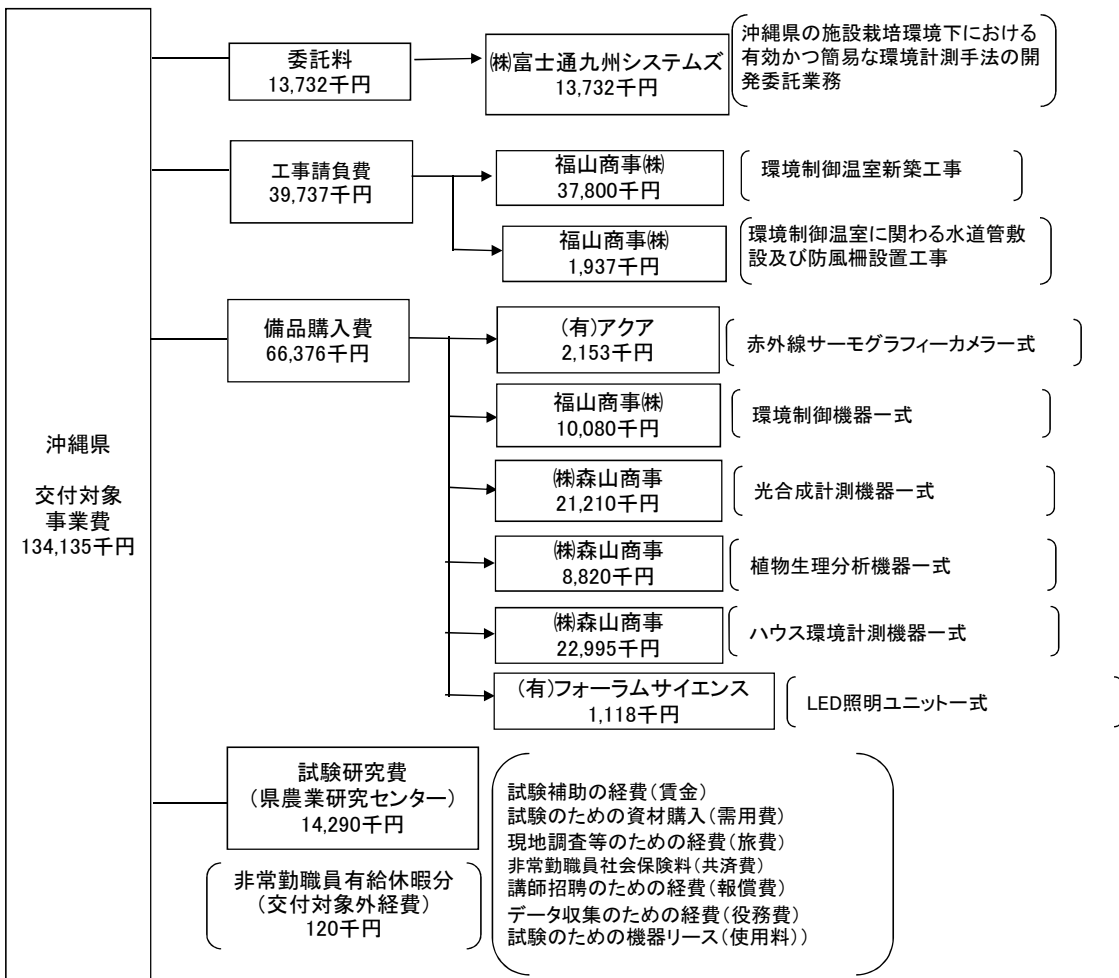 沖縄県
交付対象
事業費
134,135千円
委託料
13,732千円
㈱富士通九州システムズ
13,732千円
沖縄県の施設栽培環境下における
有効かつ簡易な環境計測手法の開
発委託業務
工事請負費
39,737千円
福山商事㈱
37,800千円
環境制御温室新築工事
福山商事㈱
1,937千円
環境制御温室に関わる水道管敷
設及び防風柵設置工事
備品購入費
66,376千円
(有)アクア
2,153千円
赤外線サーモグラフィーカメラ一式
福山商事㈱
10,080千円
環境制御機器一式
㈱森山商事
21,210千円
光合成計測機器一式
㈱森山商事
8,820千円
植物生理分析機器一式
㈱森山商事
22,995千円
ハウス環境計測機器一式
(有)フォーラムサイエンス
1,118千円
LED照明ユニット一式
試験研究費
(県農業研究センター)
14,290千円
非常勤職員有給休暇分
(交付対象外経費)
120千円
試験補助の経費(賃金)
試験のための資材購入(需用費)
現地調査等のための経費(旅費)
非常勤職員社会保険料(共済費)
講師招聘のための経費(報償費)
データ収集のための経費(役務費)
試験のための機器リース(使用料))